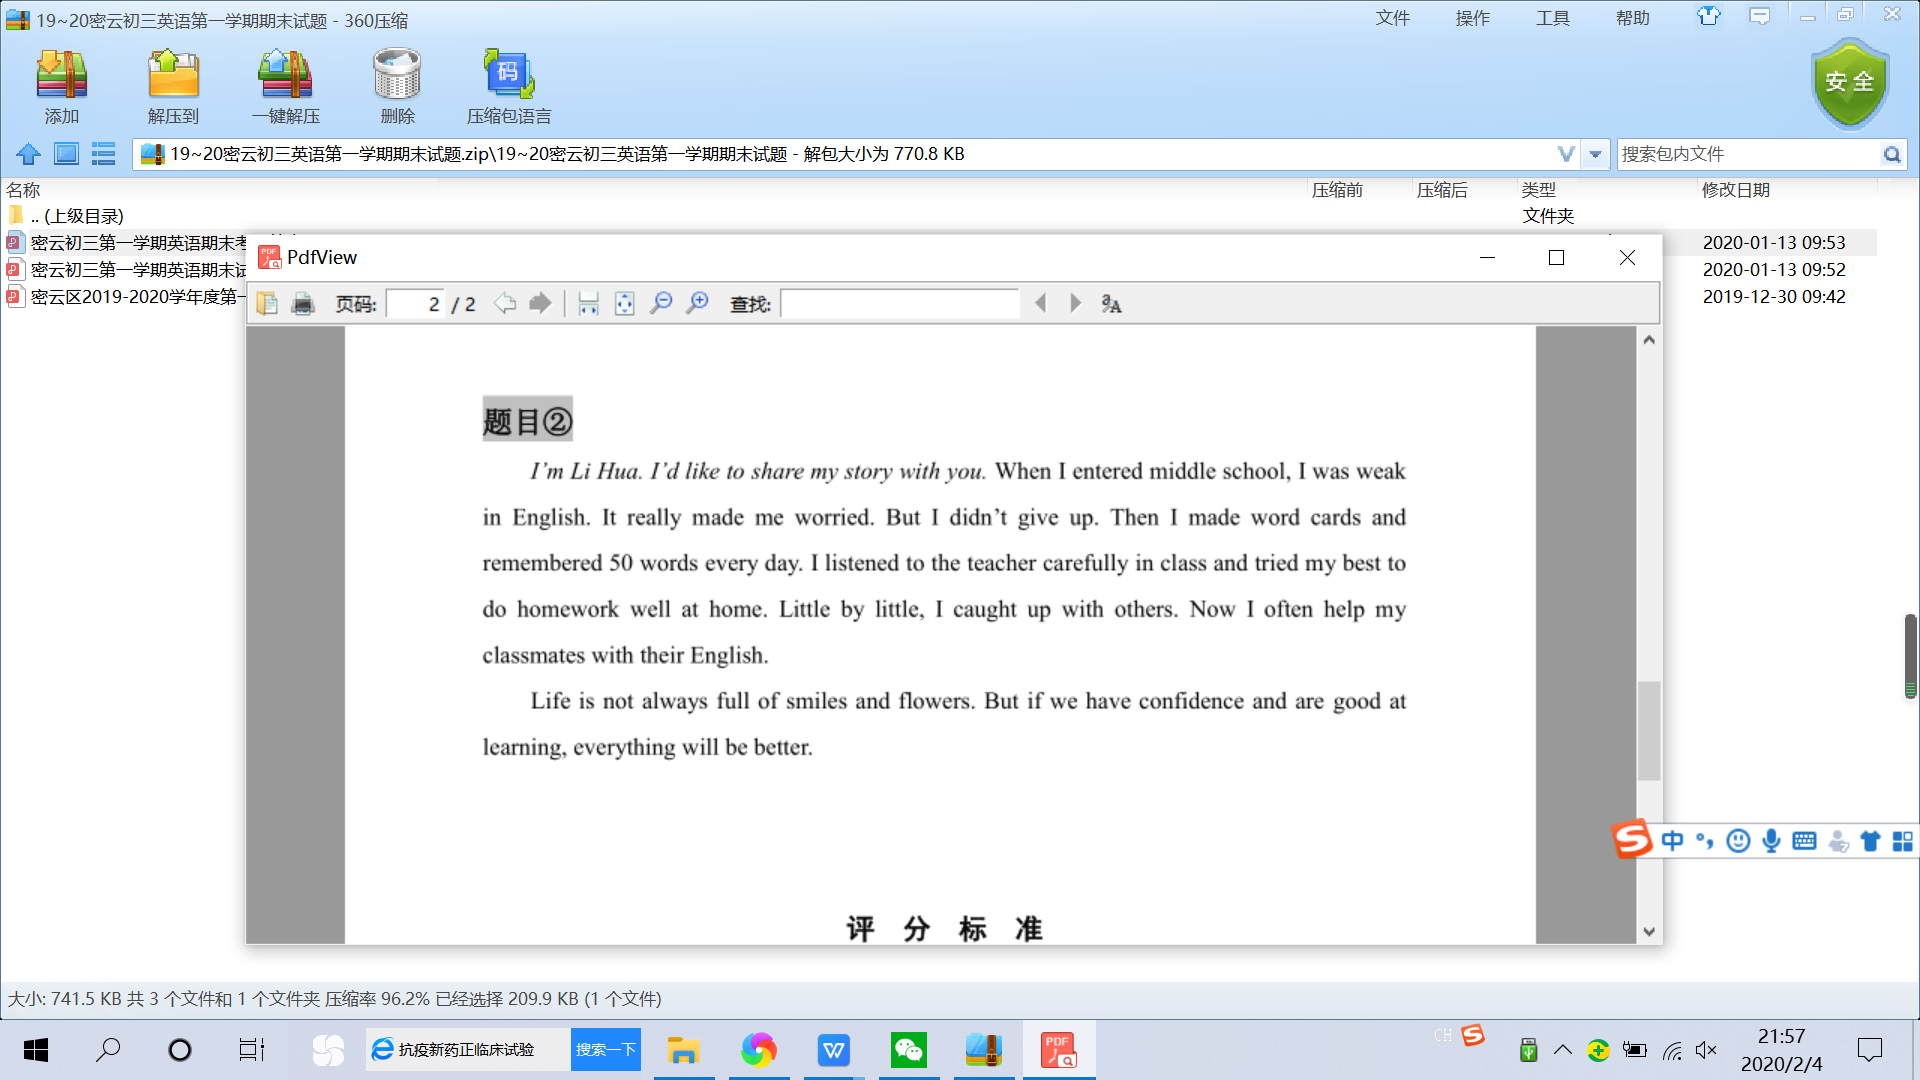 19~20密云初三英语第一学期期末试题 - 360压缩
文件 操作 工具 帮助
添加 解压到 一键解压 删除 码 压缩包语言 安全
19~20密云初三英语第一学期期末试题.zip\19~20密云初三英语第一学期期末试题 - 解包大小为 770.8 KB
搜索包内文件
名称 压缩前 压缩后 类型 修改日期
.. (上级目录) 文件夹
密云初三第一学期英语期末考 2020-01-13 09:53
密云初三第一学期英语期末试 2020-01-13 09:52
密云区2019-2020学年度第一 2019-12-30 09:42
PDF PdfView
页码: 2 / 2 查找:
题目②
I'm Li Hua. I'd like to share my story with you. When I entered middle school, I was weak
in English. It really made me worried. But I didn't give up. Then I made word cards and
remembered 50 words every day. I listened to the teacher carefully in class and tried my best to
do homework well at home. Little by little, I caught up with others. Now I often help my
classmates with their English.
Life is not always full of smiles and flowers. But if we have confidence and are good at
learning, everything will be better.
评 分 标 准
中
大小: 741.5 KB 共 3 个文件和 1 个文件夹 压缩率 96.2% 已经选择 209.9 KB (1 个文件)
抗疫新药正临床试验 搜索一下
PDF
CH
21:57
2020/2/4